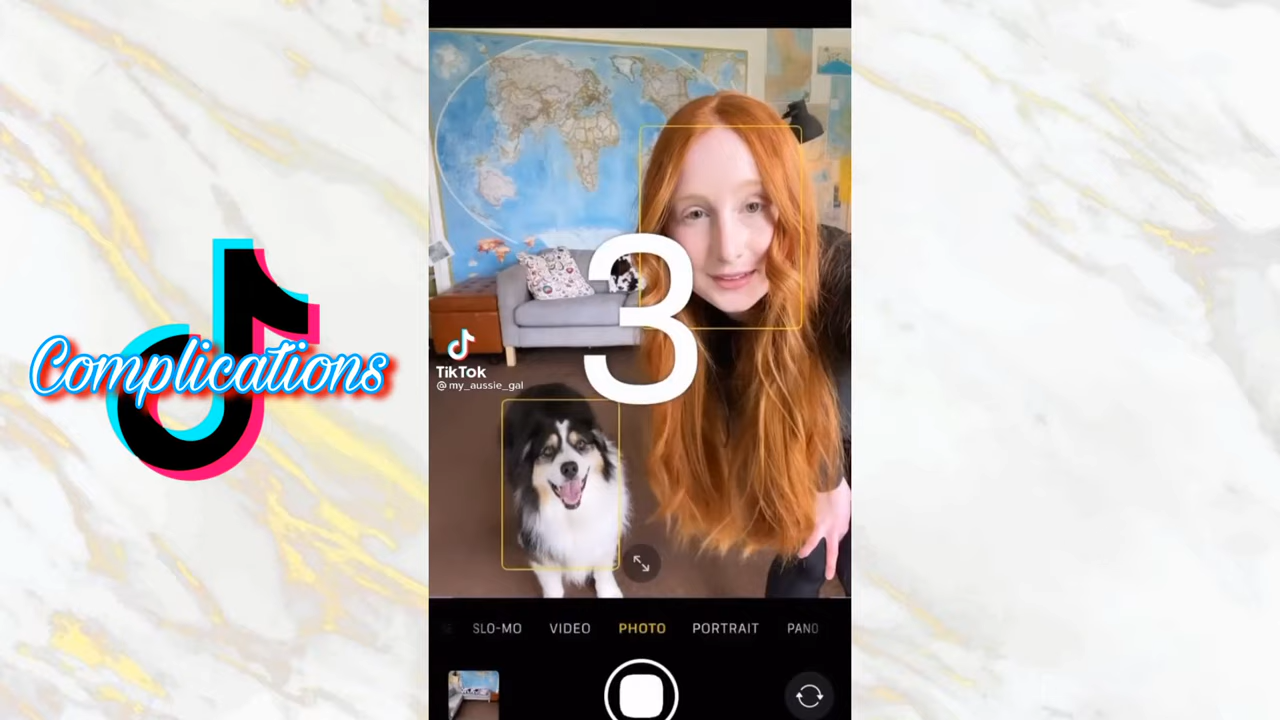 Complications
3
TikTok
@my_aussie_gal
SLO-MO VIDEO PHOTO PORTRAIT PANO